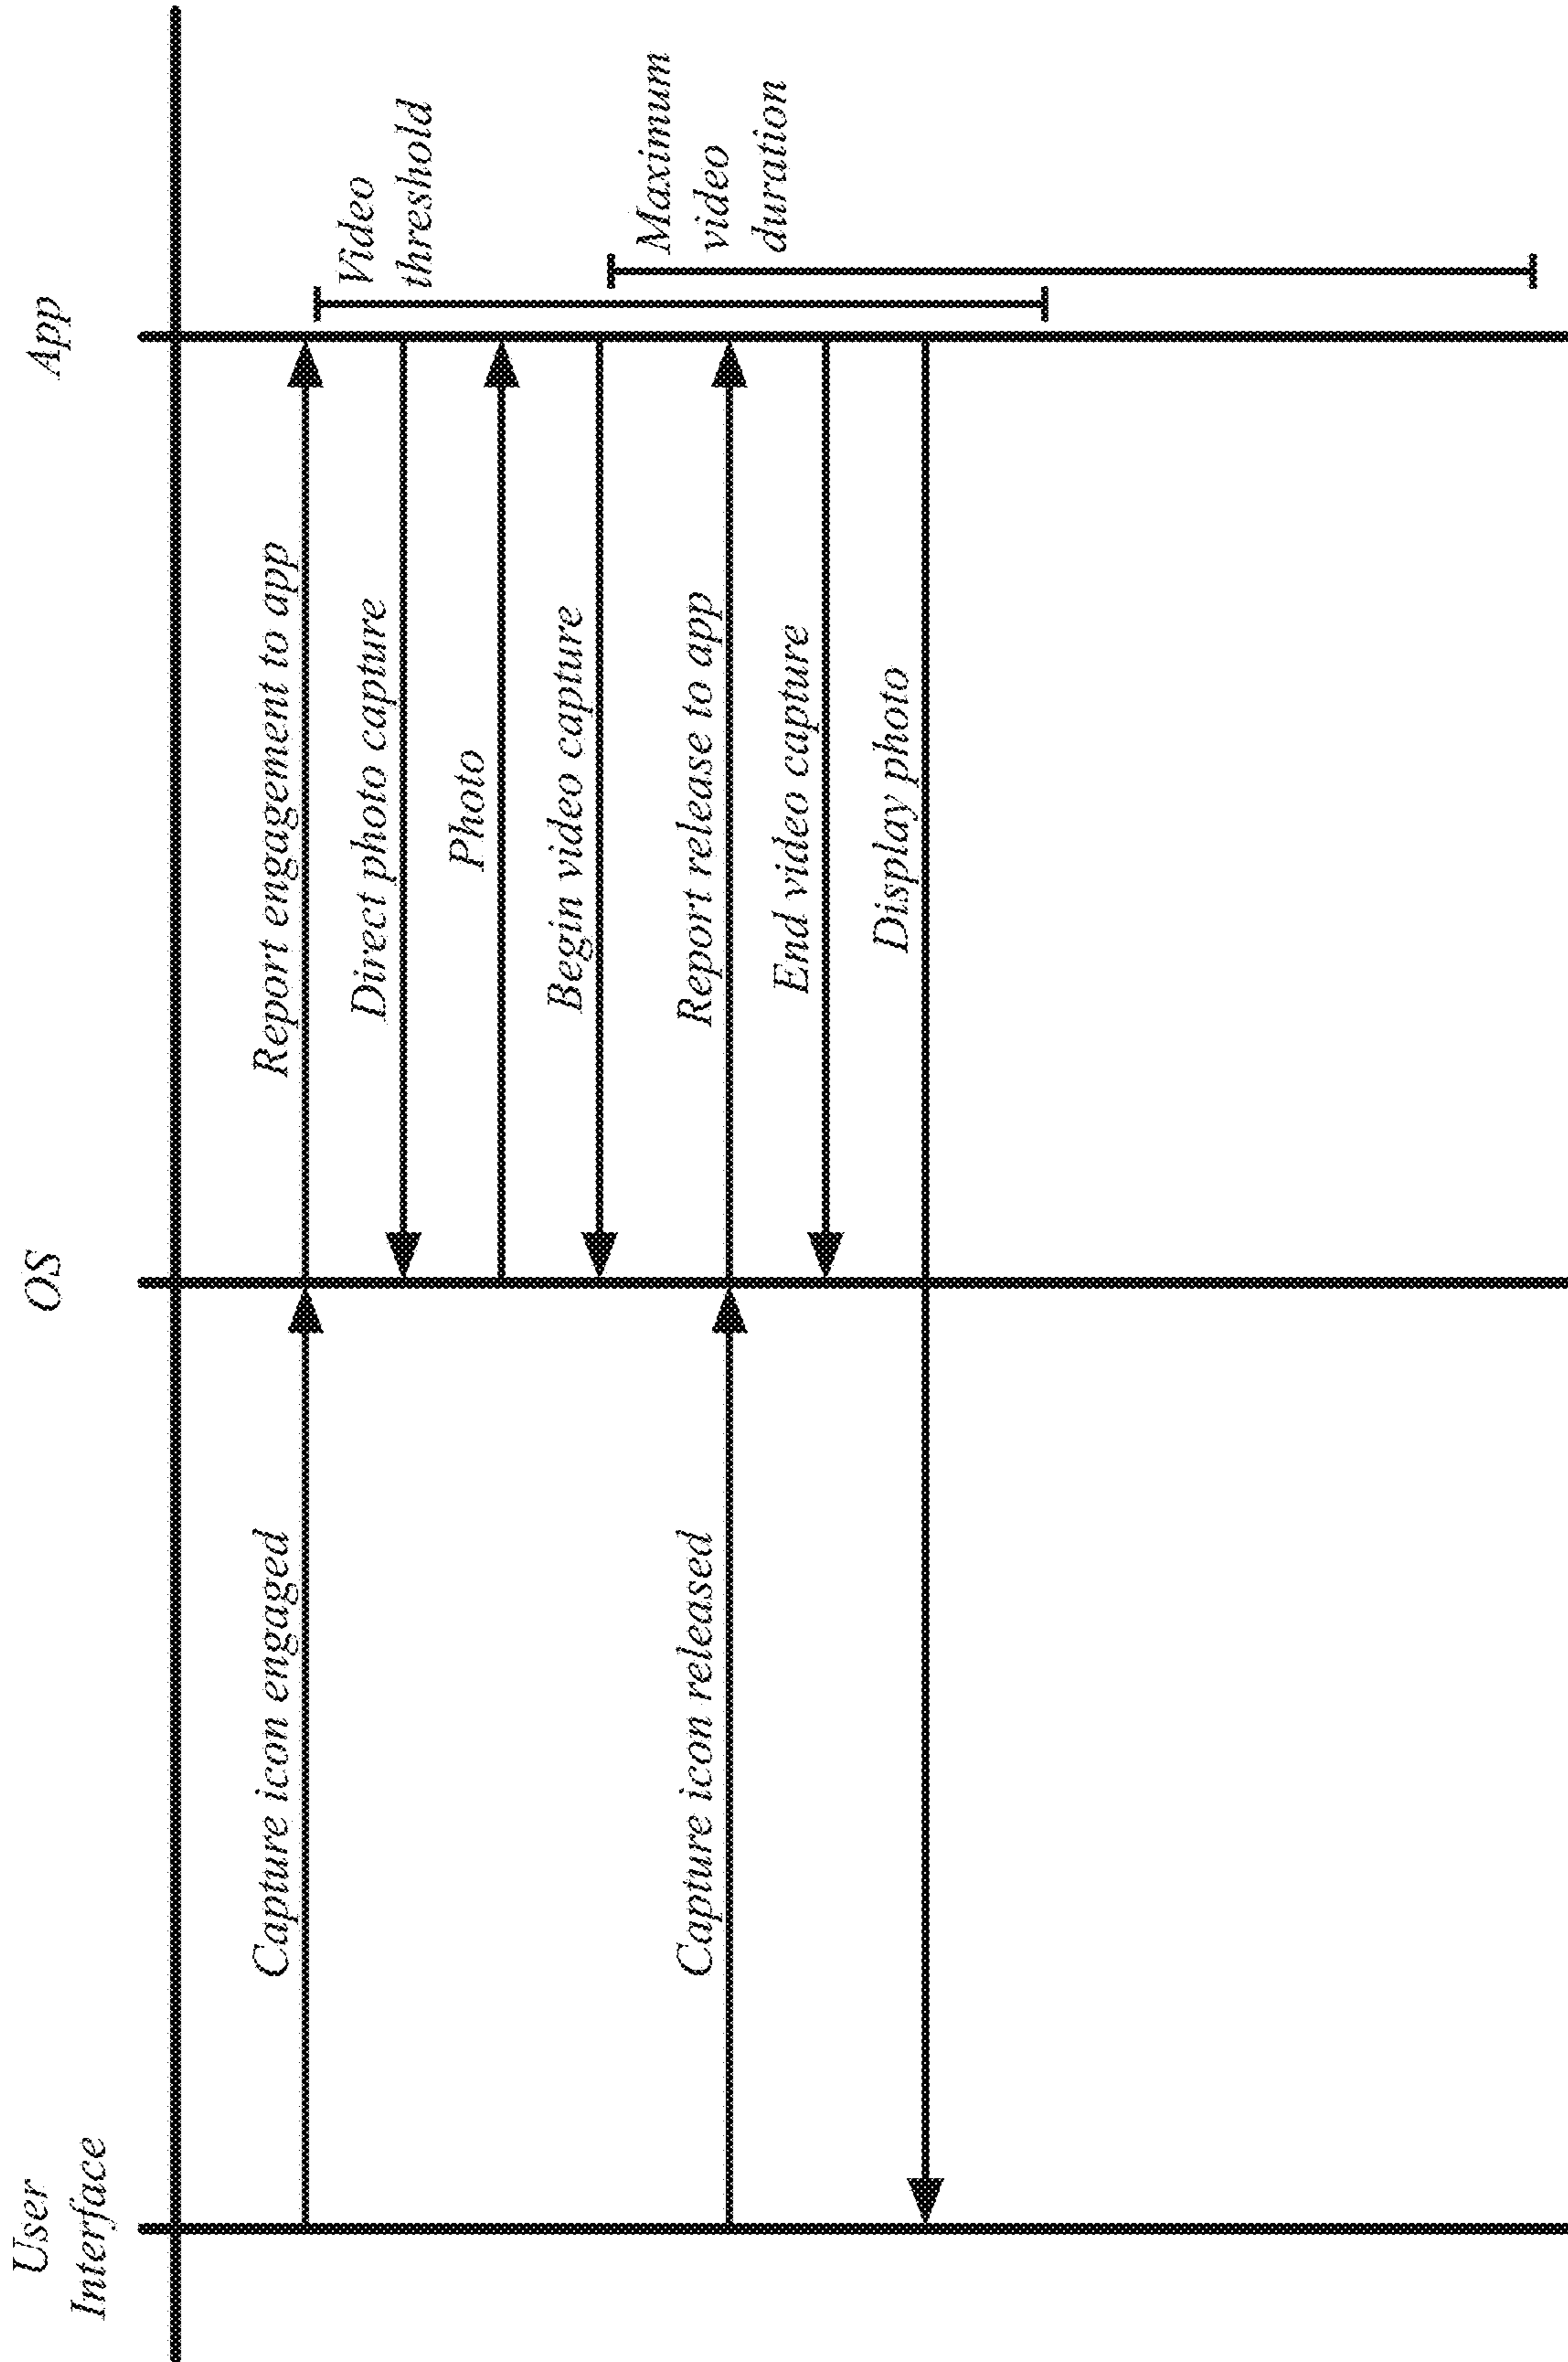 User
Interface
OS
App
Capture icon engaged
Report engagement to app
Video
threshold
Direct photo capture
Photo
Begin video capture
Maximum
video
duration
Capture icon released
Report release to app
End video capture
Display photo